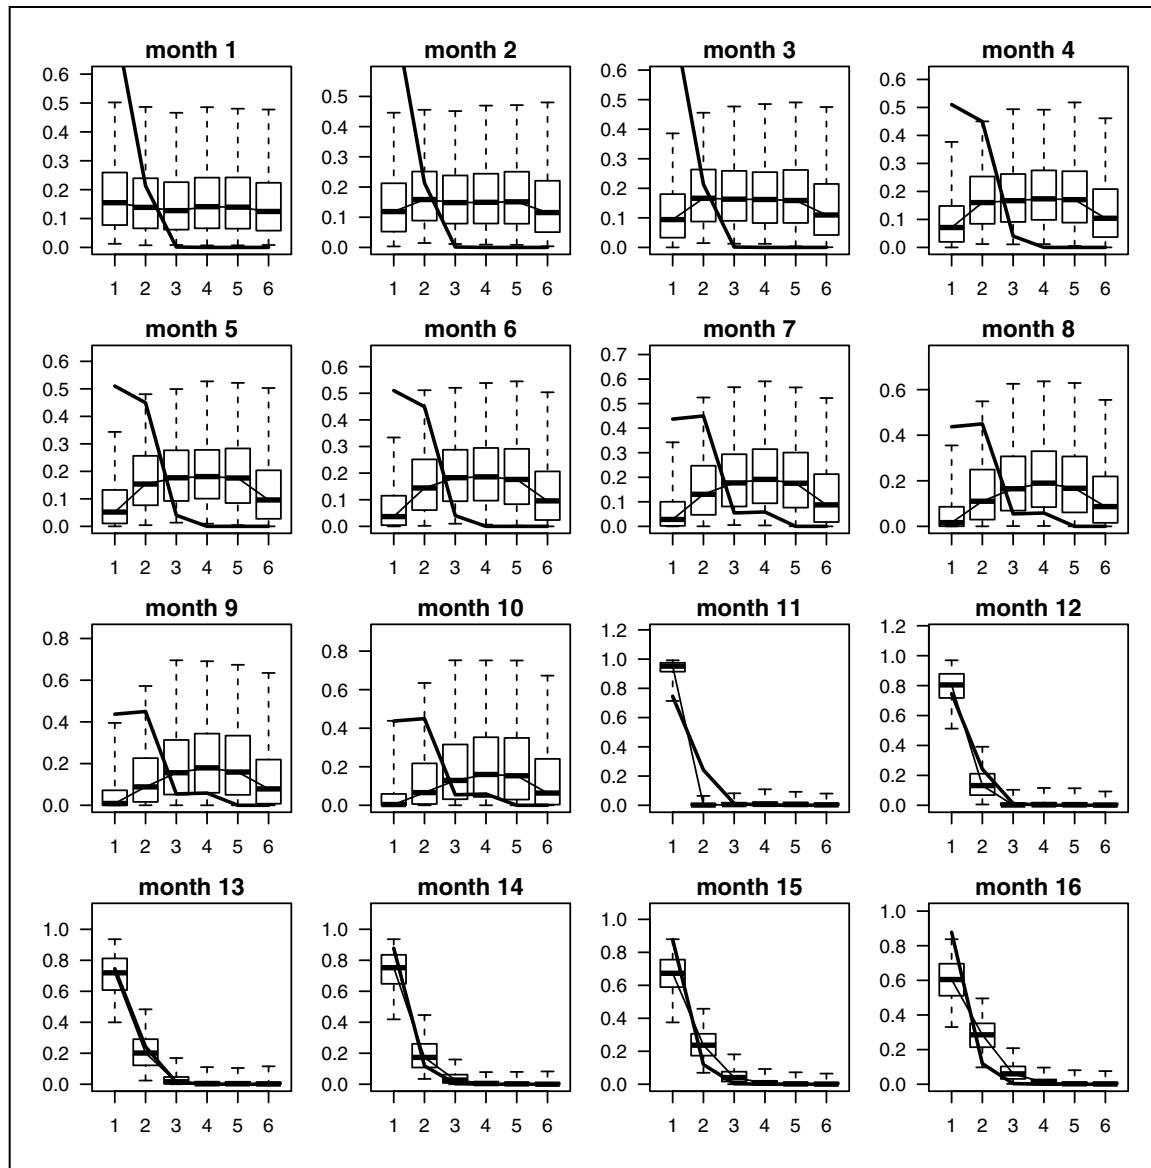 month 1 month 2 month 3 month 4
0.6 0.6
0.5 0.5 0.5 0.6
0.4 0.4 0.4 0.5
0.3 0.3 0.3 0.4
0.2 0.2 0.2 0.3
0.1 0.1 0.1 0.2
0.0 0.0 0.0 0.1
0.0
1 2 3 4 5 6 1 2 3 4 5 6 1 2 3 4 5 6 1 2 3 4 5 6
month 5 month 6 month 7 month 8
0.6 0.6 0.7
0.5 0.5 0.6 0.6
0.4 0.4 0.5
0.3 0.3 0.4 0.4
0.2 0.2 0.3
0.1 0.1 0.2 0.2
0.0 0.0 0.1
0.0 0.0
1 2 3 4 5 6 1 2 3 4 5 6 1 2 3 4 5 6 1 2 3 4 5 6
month 9 month 10 month 11 month 12
0.8 0.8 1.2 1.2
0.6 0.6 1.0 1.0
0.4 0.4 0.8 0.8
0.2 0.2 0.6 0.6
0.0 0.0 0.4 0.4
0.2 0.2
0.0 0.0
1 2 3 4 5 6 1 2 3 4 5 6 1 2 3 4 5 6 1 2 3 4 5 6
month 13 month 14 month 15 month 16
1.0 1.0 1.0 1.0
0.8 0.8 0.8 0.8
0.6 0.6 0.6 0.6
0.4 0.4 0.4 0.4
0.2 0.2 0.2 0.2
0.0 0.0 0.0 0.0
1 2 3 4 5 6 1 2 3 4 5 6 1 2 3 4 5 6 1 2 3 4 5 6